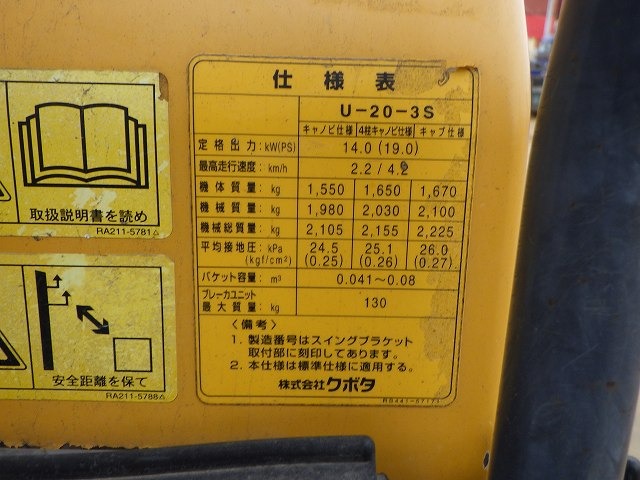 取扱説明書を読め
RA211-5781
安全距離を保て
RA211-5788
仕様表
U-20-3S
キャノピ仕様 4柱キャノピ仕様 キャブ仕様
定格出力: kW(PS) 14.0 (19.0)
最高走行速度: km/h 2.2/4.2
機体質量: kg 1,550 1,650 1,670
機械質量: kg 1,980 2,030 2,100
機械総質量: kg 2,105 2,155 2,225
平均接地圧: kPa 24.5 25.1 26.0
(kgf/cm²) (0.25) (0.26) (0.27)
バケット容量: m³ 0.041〜0.08
ブレーカユニット
最大質量: kg 130
〈備考〉
1. 製造番号はスイングブラケット
取付部に刻印してあります。
2. 本仕様は標準仕様に適用する。
株式会社クボタ